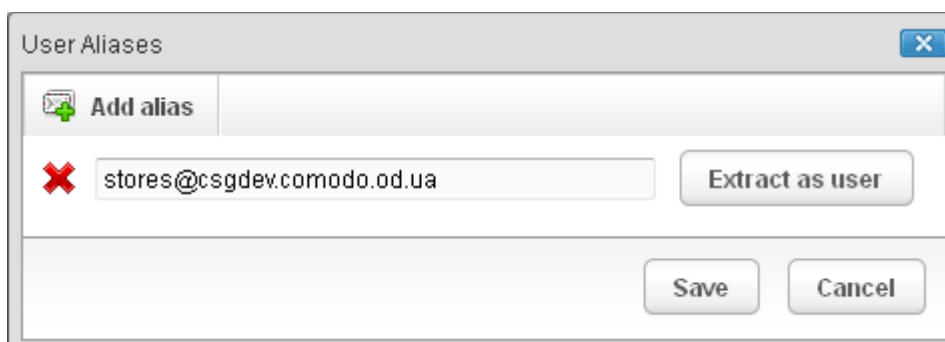 User Aliases
Add alias
stores@csgdev.comodo.od.ua Extract as user
Save Cancel